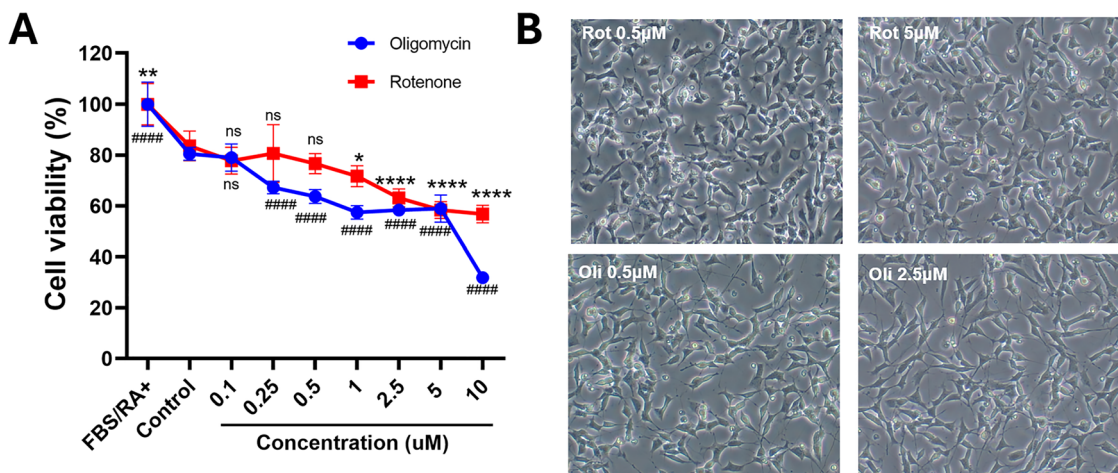 A
120
100
80
60
40
20
0
Cell viability (%)
Oligomycin
Rotenone
**
####
ns
ns
ns
####
ns
####
*
####
****
####
****
####
****
####
FBS/RA+
Control
0.1
0.25
0.5
1
2.5
5
10
Concentration (uM)
B
Rot 0.5µM
Rot 5µM
Oli 0.5µM
Oli 2.5µM